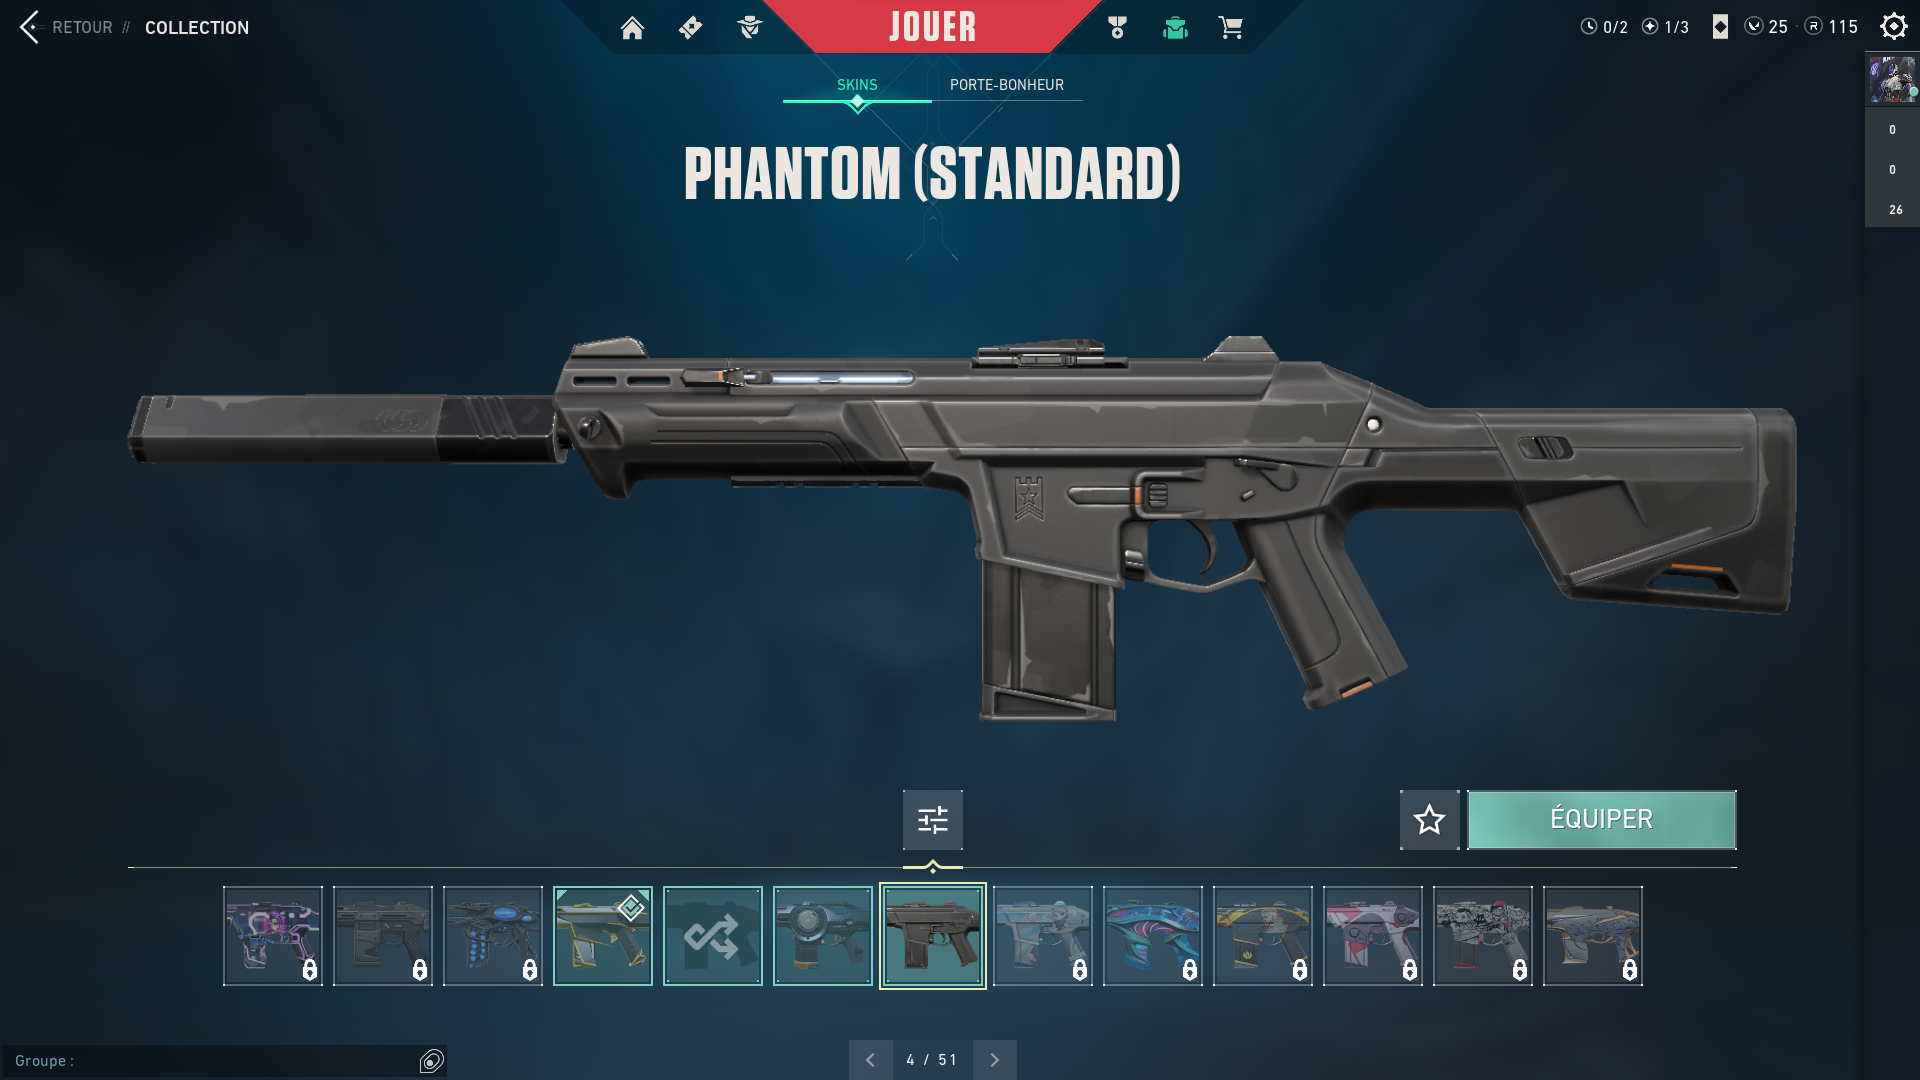 RETOUR // COLLECTION
JOUER
0/2 1/3 25 115
SKINS
PORTE-BONHEUR
PHANTOM (STANDARD)
0
0
26
ÉQUIPER
Groupe :
4 / 51